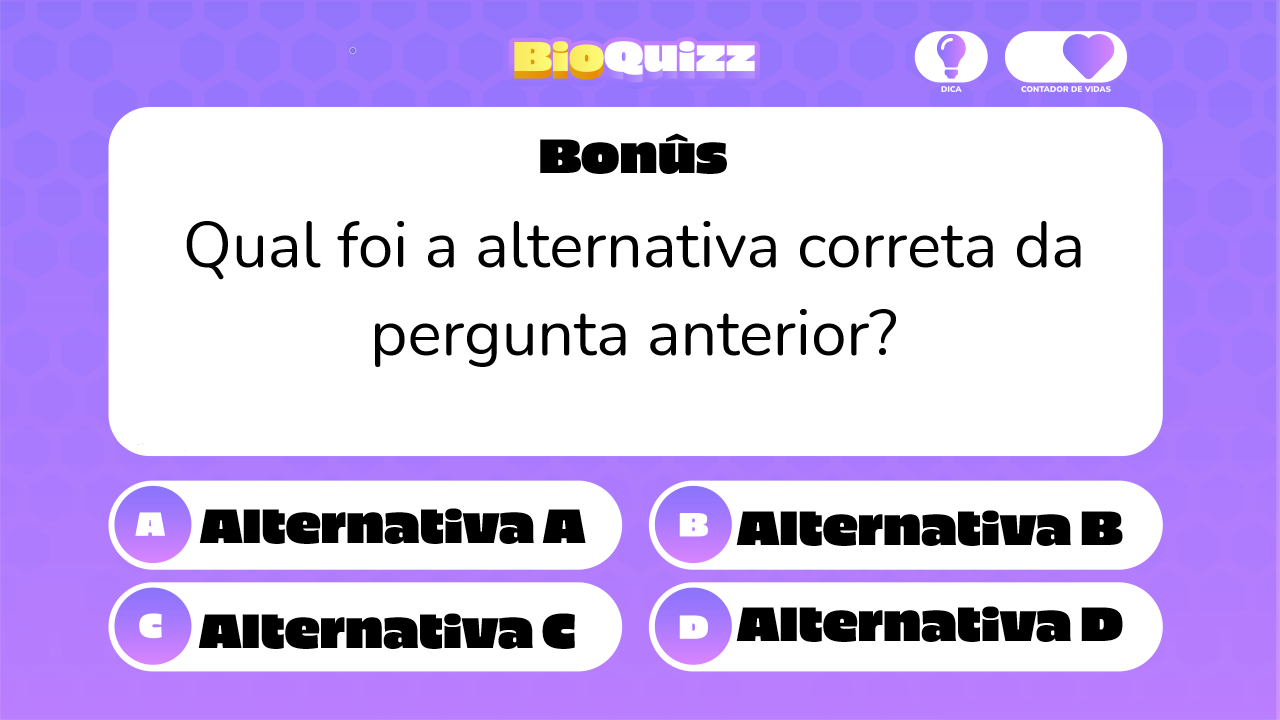 BioQuizz
DICA
CONTADOR DE VIDAS
Bonûs
Qual foi a alternativa correta da
pergunta anterior?
A Alternativa A
B Alternativa B
C Alternativa C
D Alternativa D